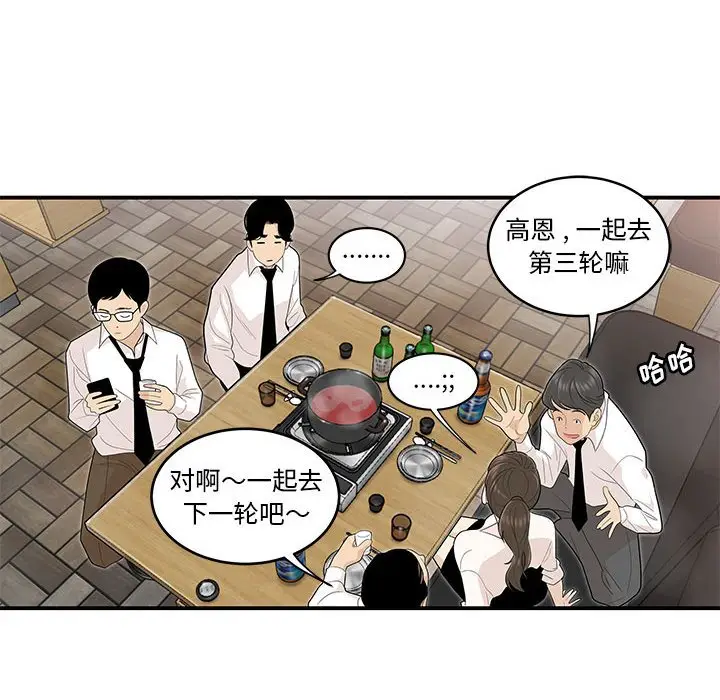 高恩,一起去
第三轮嘛
.......
哈哈
....;;
对啊～一起去
下一轮吧～